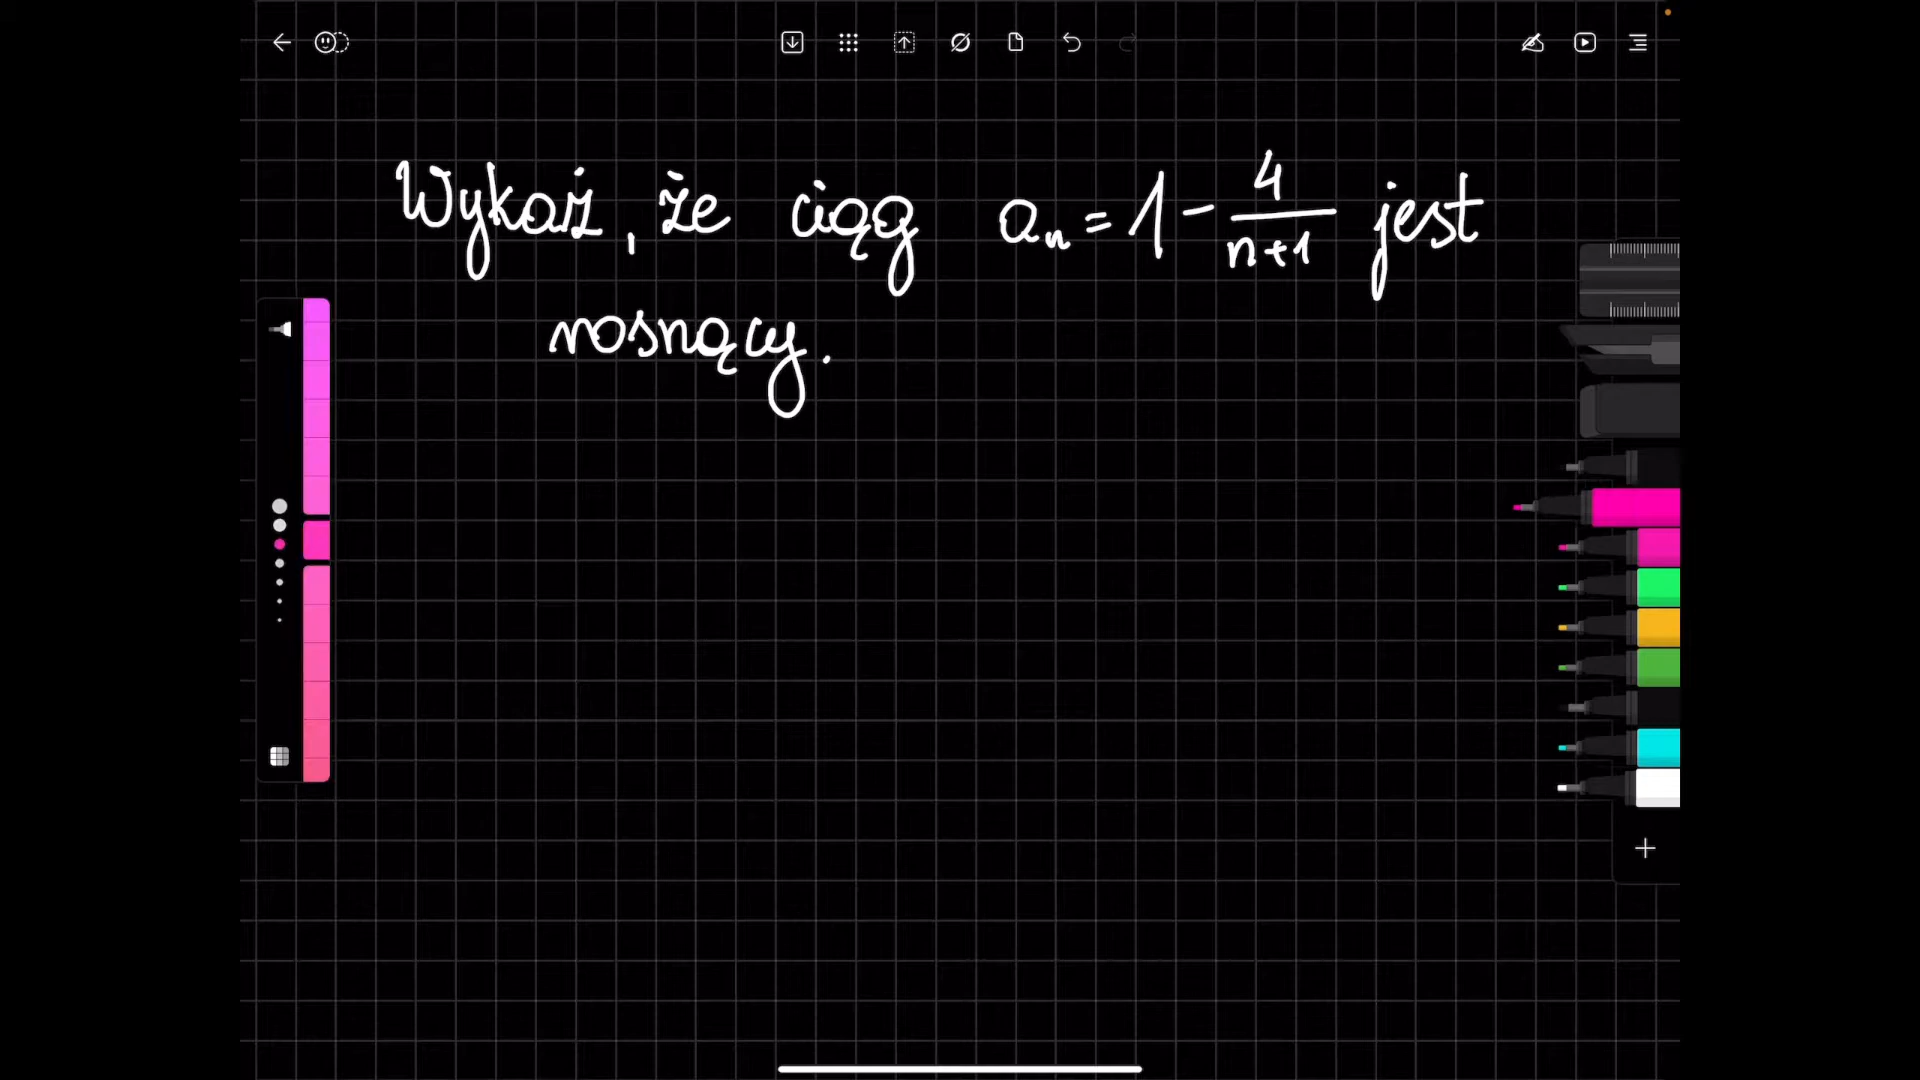 Wykaż, że ciąg aₙ = 1 - 4/(n+1) jest
rosnący.